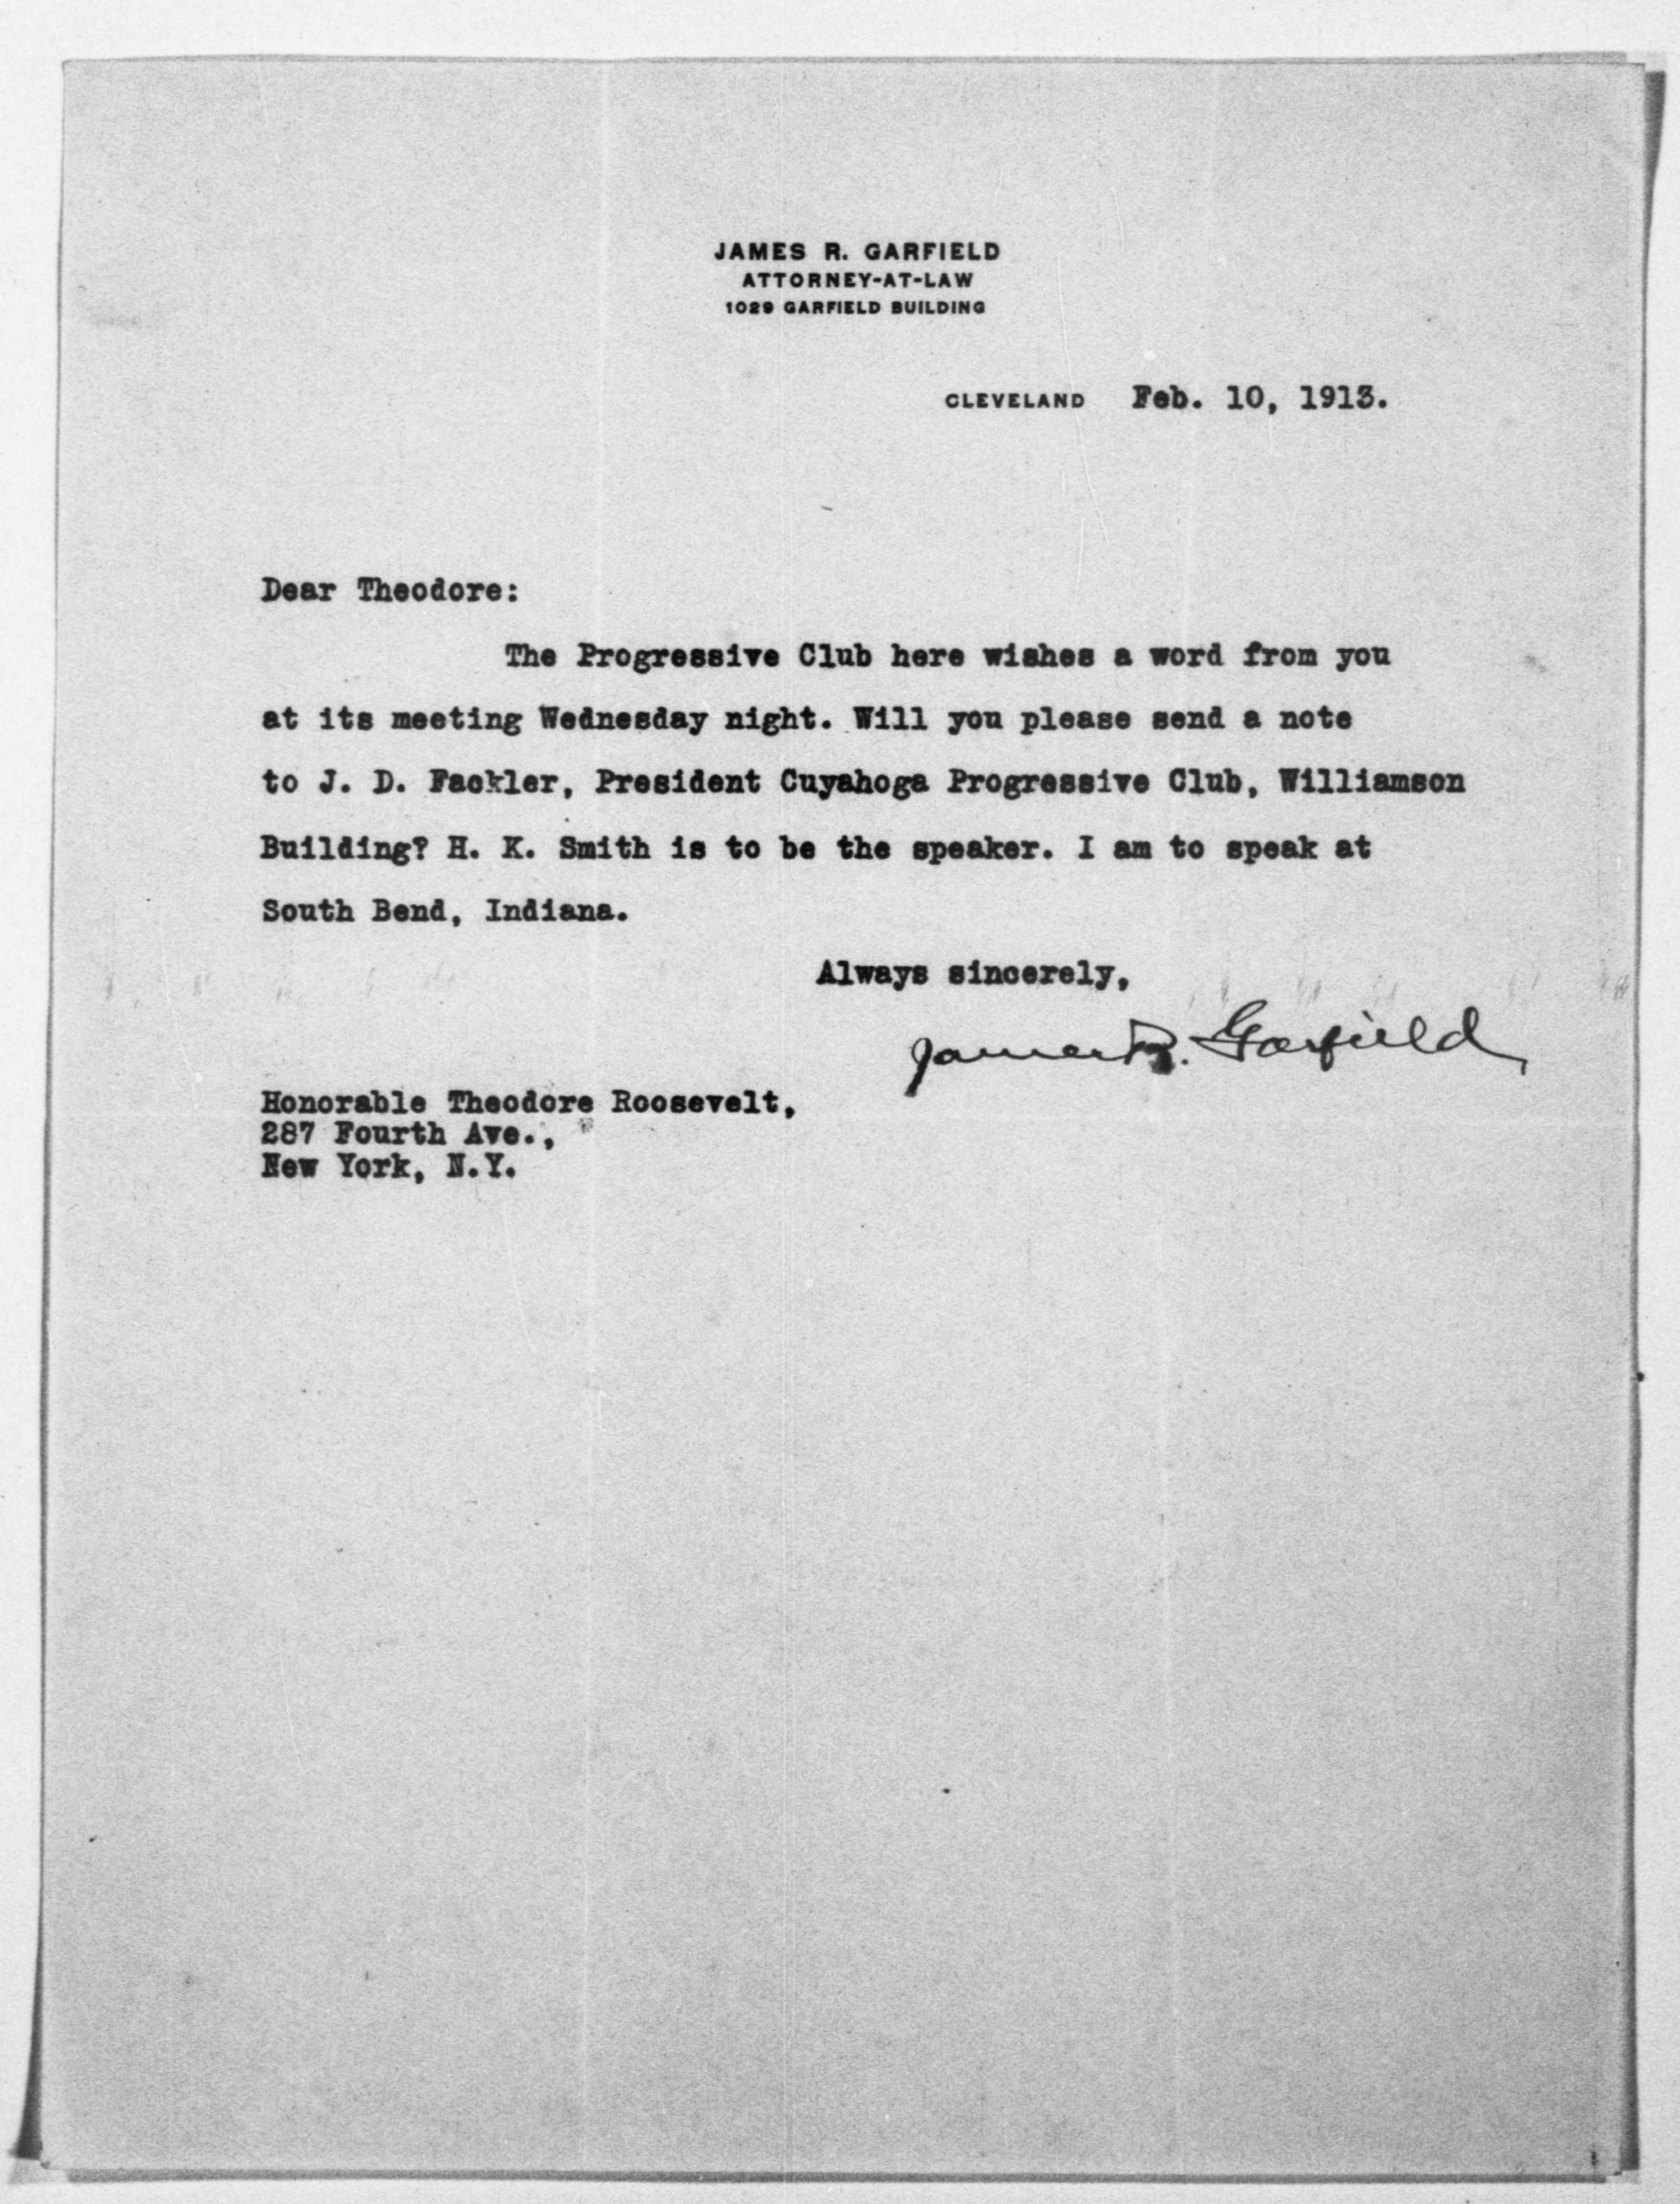 JAMES R. GARFIELD
ATTORNEY-AT-LAW
1029 GARFIELD BUILDING
CLEVELAND Feb. 10, 1913.
Dear Theodore:
The Progressive Club here wishes a word from you
at its meeting Wednesday night. Will you please send a note
to J. D. Fackler, President Cuyahoga Progressive Club, Williamson
Building? H. K. Smith is to be the speaker. I am to speak at
South Bend, Indiana.
Always sincerely,
James R. Garfield
Honorable Theodore Roosevelt,
287 Fourth Ave.,
New York, N.Y.